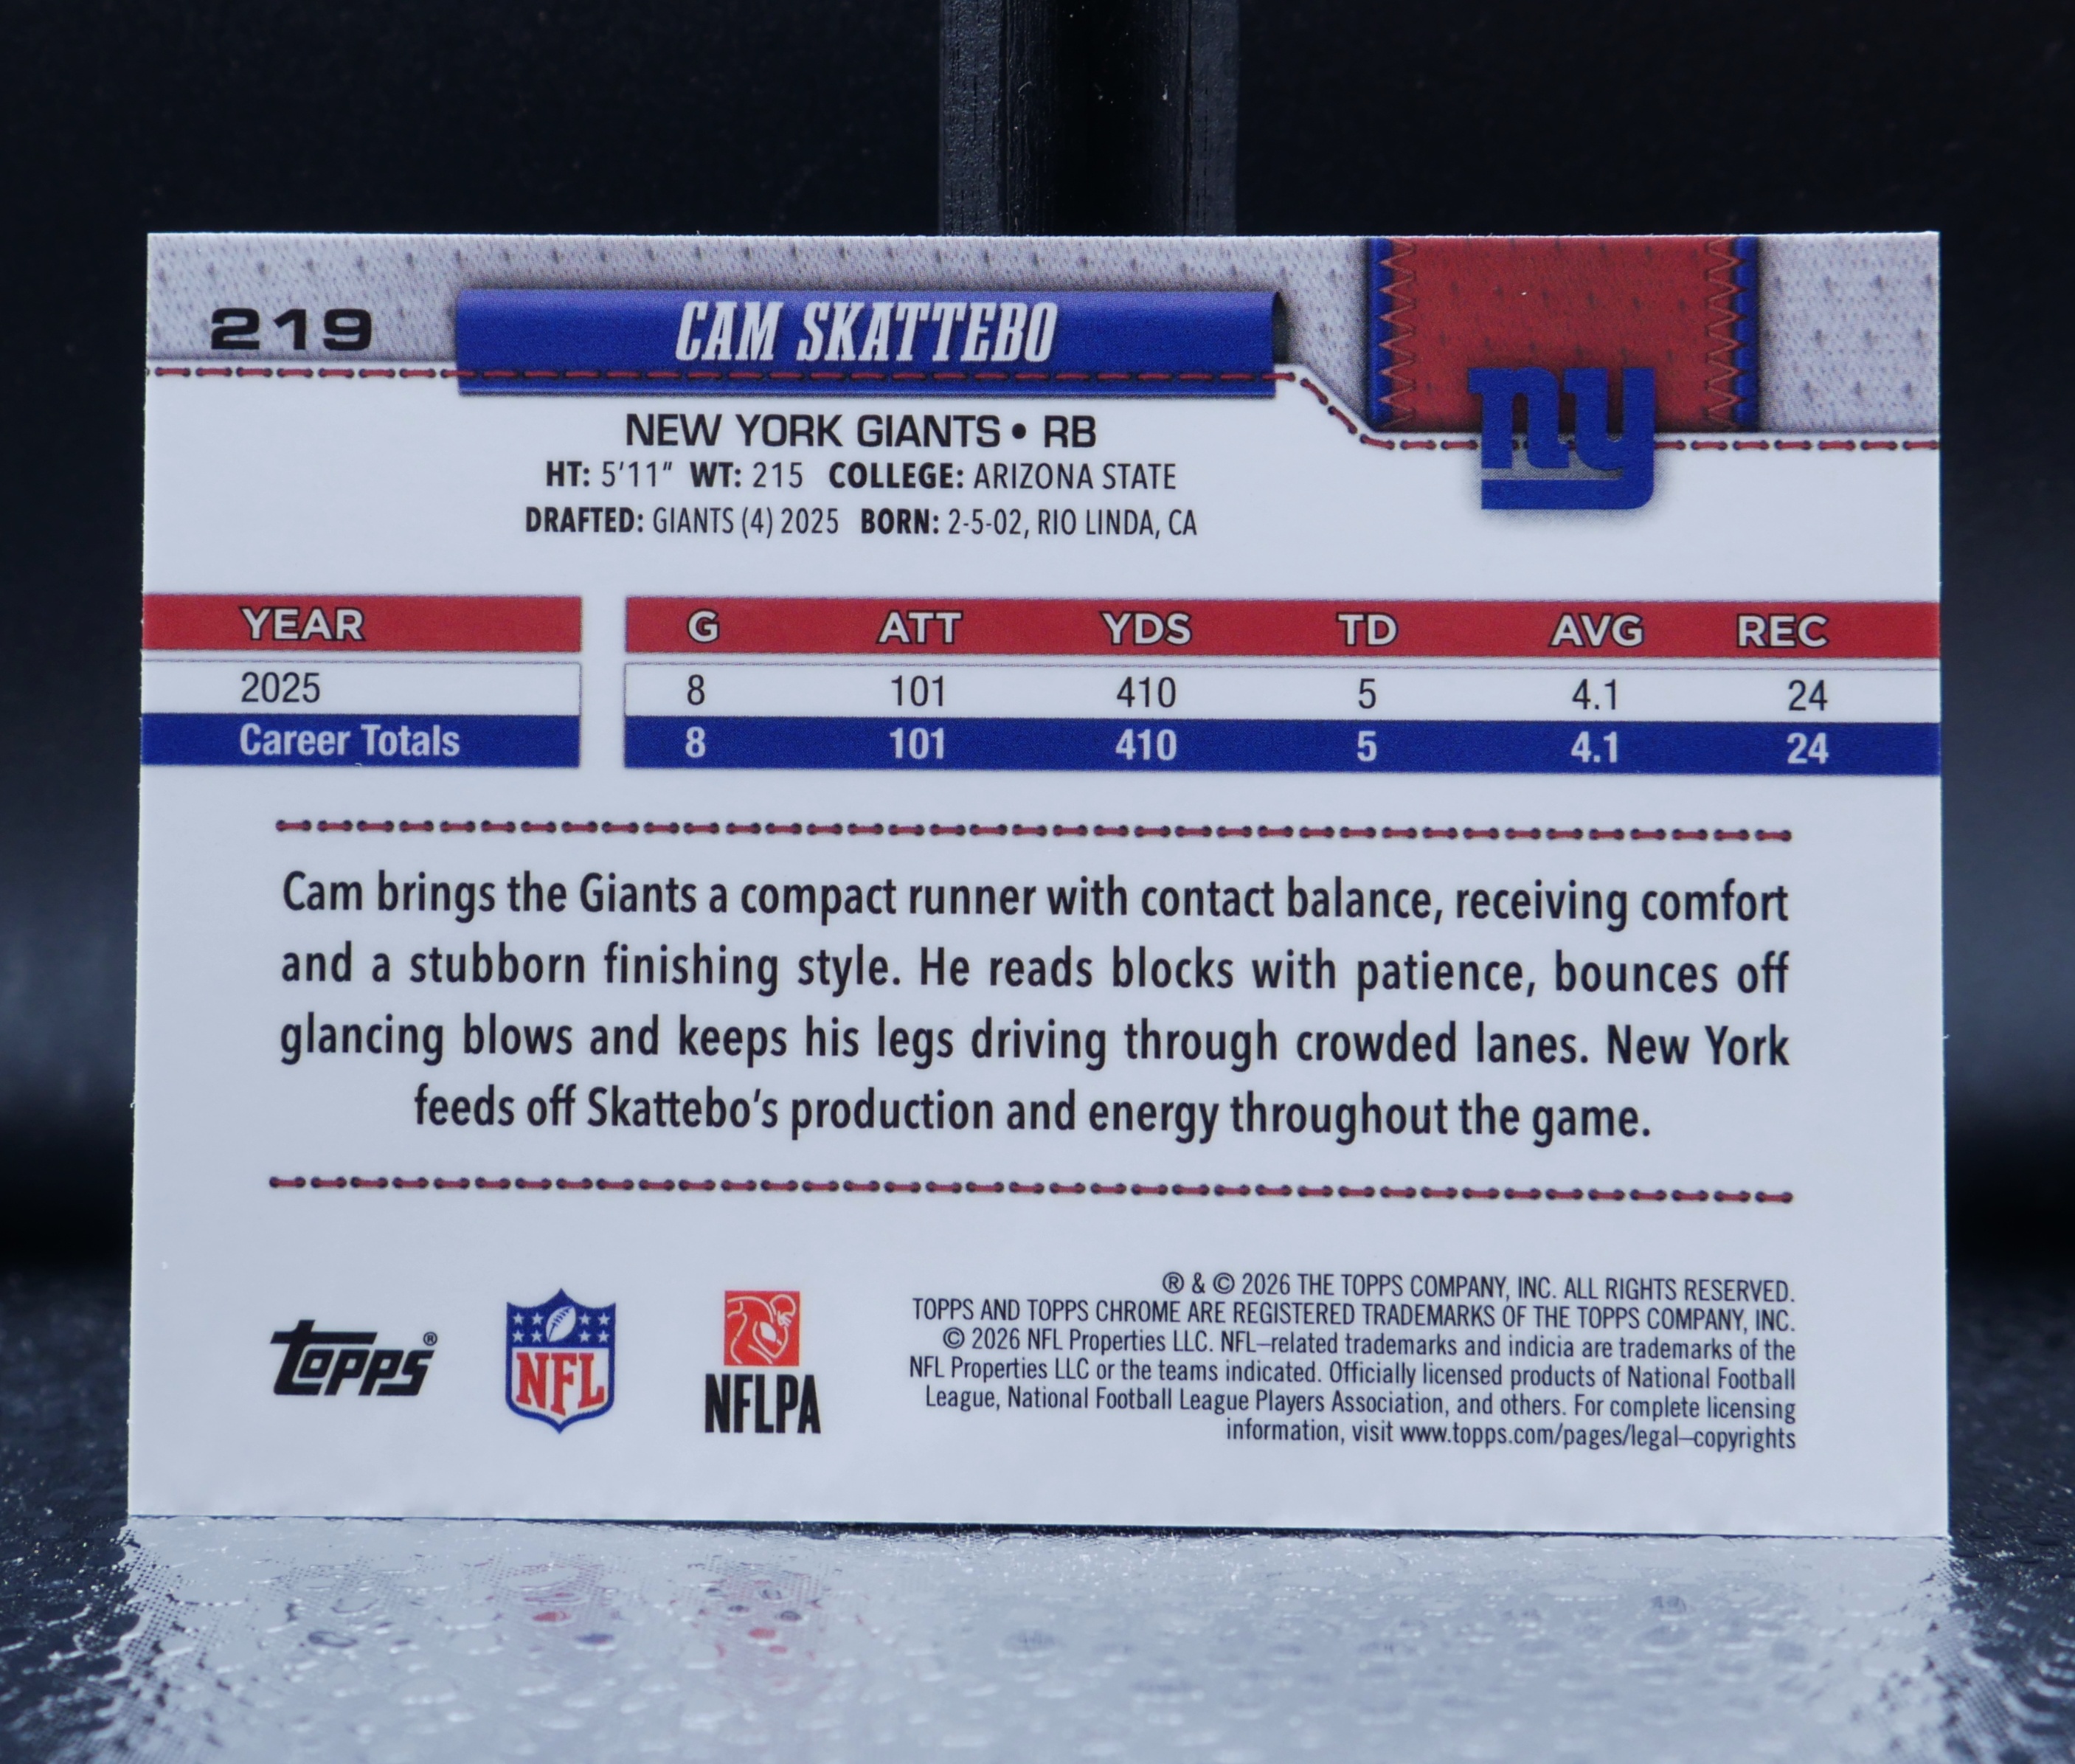 219
CAM SKATTEBO
ny
NEW YORK GIANTS • RB
HT: 5'11" WT: 215 COLLEGE: ARIZONA STATE
DRAFTED: GIANTS (4) 2025 BORN: 2-5-02, RIO LINDA, CA
YEAR G ATT YDS TD AVG REC
2025 8 101 410 5 4.1 24
Career Totals 8 101 410 5 4.1 24
Cam brings the Giants a compact runner with contact balance, receiving comfort
and a stubborn finishing style. He reads blocks with patience, bounces off
glancing blows and keeps his legs driving through crowded lanes. New York
feeds off Skattebo's production and energy throughout the game.
Topps®
NFL
NFLPA
® & © 2026 THE TOPPS COMPANY, INC. ALL RIGHTS RESERVED.
TOPPS AND TOPPS CHROME ARE REGISTERED TRADEMARKS OF THE TOPPS COMPANY, INC.
© 2026 NFL Properties LLC. NFL–related trademarks and indicia are trademarks of the
NFL Properties LLC or the teams indicated. Officially licensed products of National Football
League, National Football League Players Association, and others. For complete licensing
information, visit www.topps.com/pages/legal–copyrights